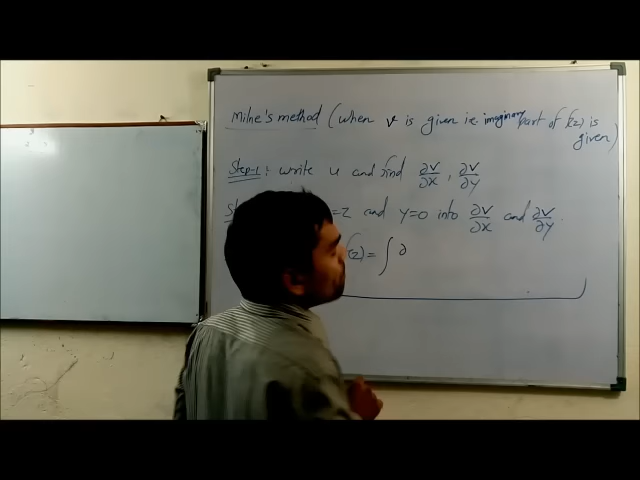 Milne's method (when v is given i.e imaginary part of f(z) is given)
Step-1: write u and find ∂v/∂x, ∂v/∂y
=z and y=0 into ∂v/∂x and ∂v/∂y.
(z) = ∫ ∂